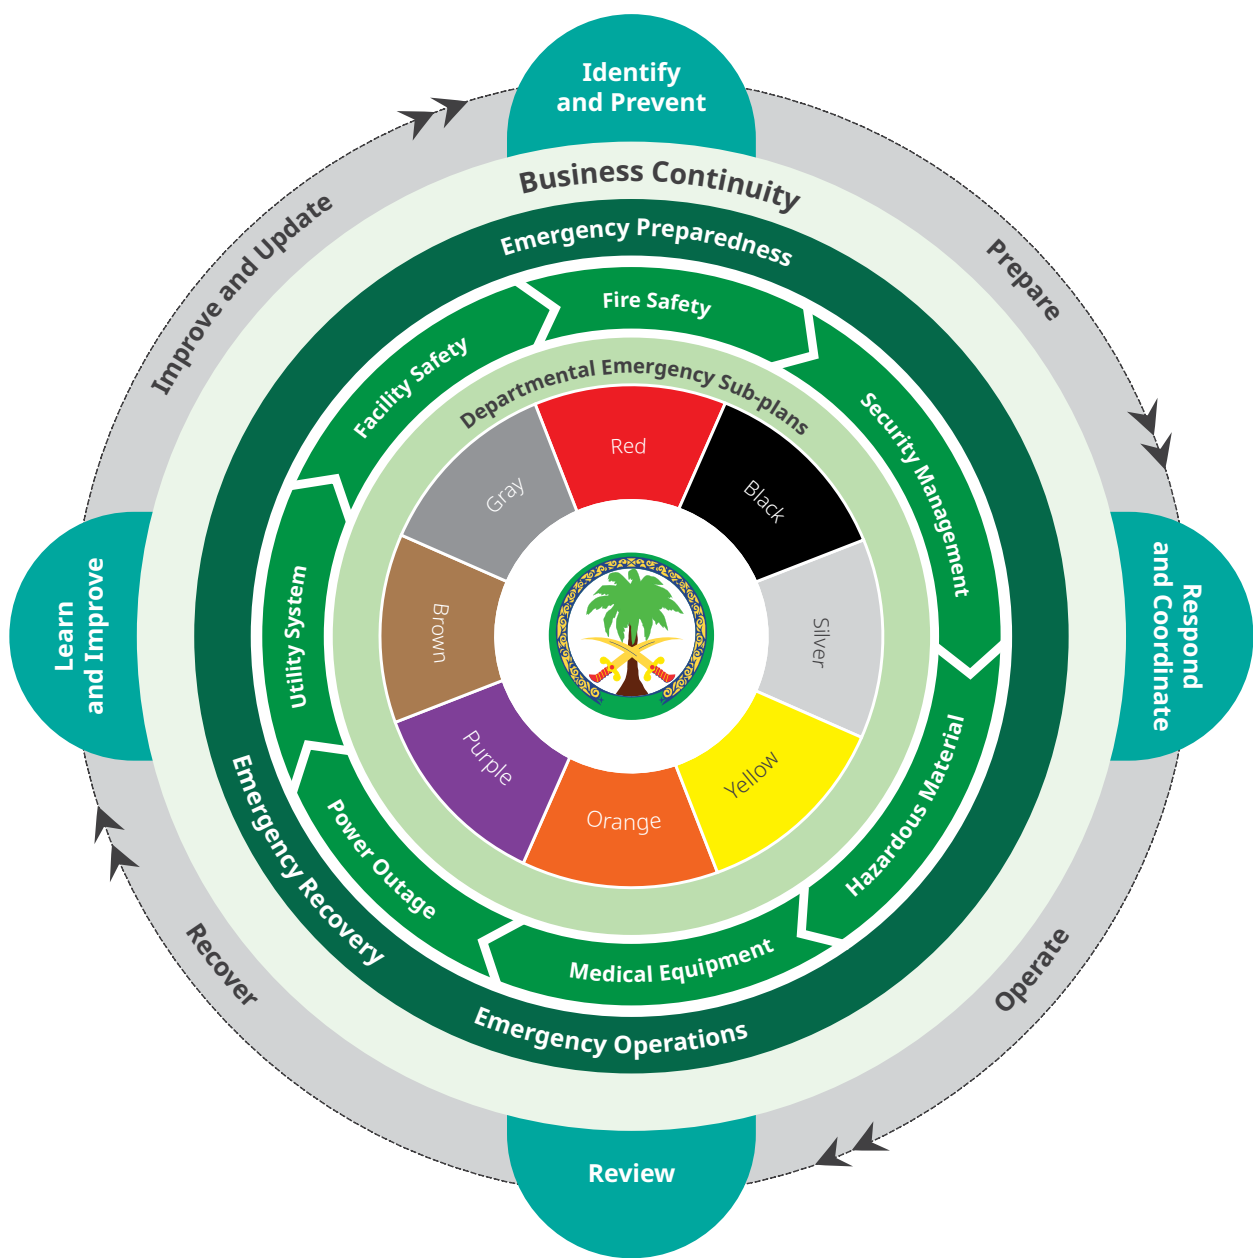 Identify
and Prevent
Business Continuity
Emergency Preparedness
Improve and Update
Prepare
Fire Safety
Facility Safety
Departmental Emergency Sub-plans
Security Management
Red
Gray
Black
Learn
and Improve
Respond
and Coordinate
Utility System
Brown
Silver
Purple
Yellow
Orange
Hazardous Material
Power Outage
Medical Equipment
Emergency Recovery
Emergency Operations
Recover
Operate
Review